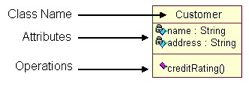 Class Name
Customer
Attributes
name : String
address : String
Operations
creditRating()